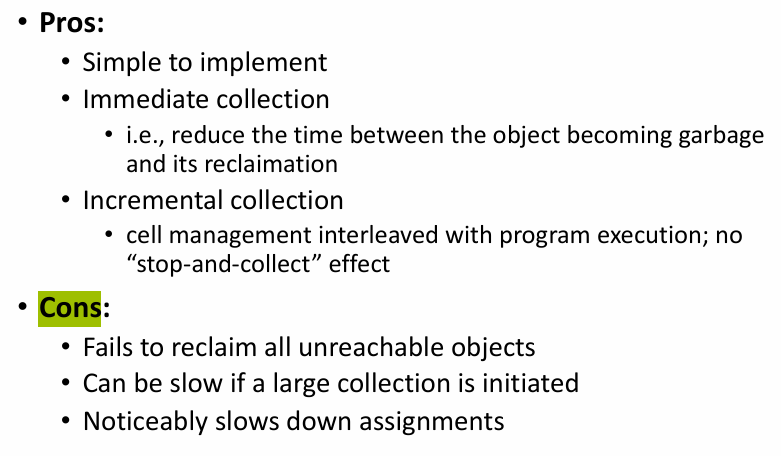 • Pros:
• Simple to implement
• Immediate collection
• i.e., reduce the time between the object becoming garbage
and its reclaimation
• Incremental collection
• cell management interleaved with program execution; no
“stop-and-collect” effect
• Cons:
• Fails to reclaim all unreachable objects
• Can be slow if a large collection is initiated
• Noticeably slows down assignments